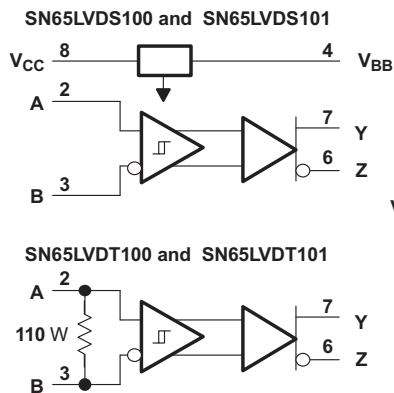 SN65LVDS100 and SN65LVDS101
8
4
VCC
VBB
2
A
7
Y
6
Z
3
B
V
SN65LVDT100 and SN65LVDT101
2
A
7
Y
110 W
6
Z
3
B